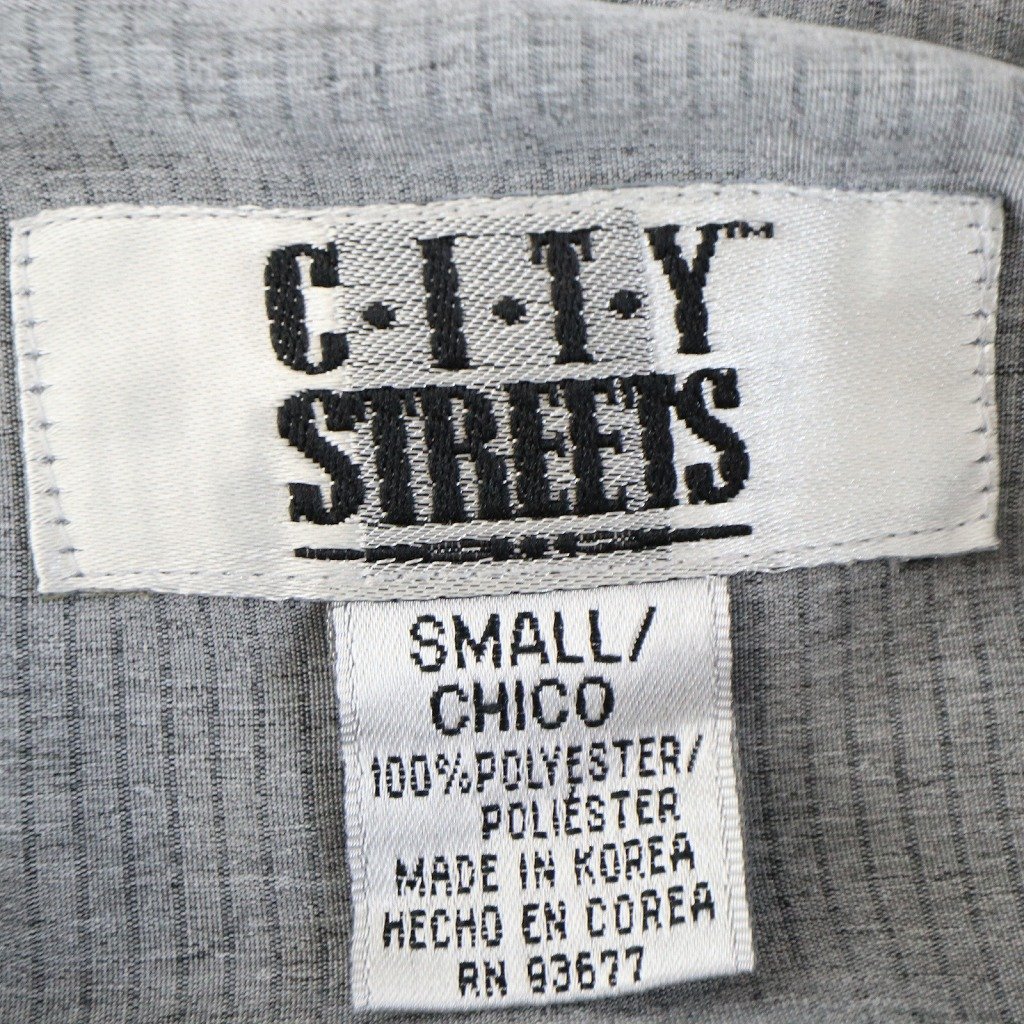 C·I·T·Y™
STREETS
SMALL/
CHICO
100%POLYESTER/
POLIÉSTER
MADE IN KOREA
HECHO EN COREA
RN 93677